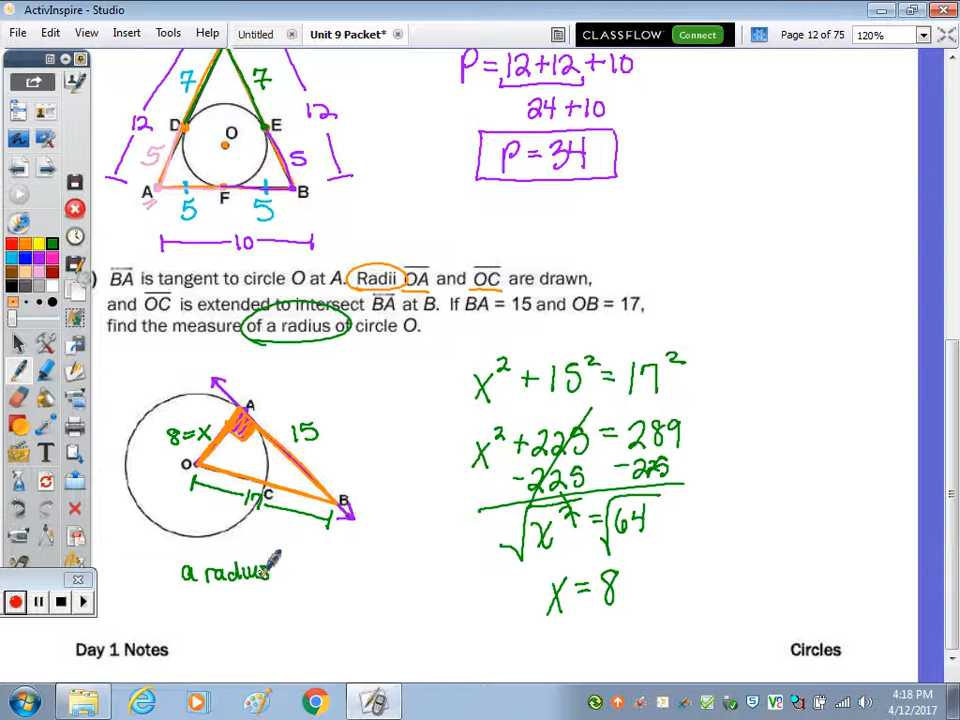 ActivInspire - Studio
File Edit View Insert Tools Help Untitled Unit 9 Packet* CLASSFLOW Connect Page 12 of 75 120%
7 7
12 12
D E
O
5 5
A F B
5 5
10
P = 12+12+10
24+10
P = 34
) BA is tangent to circle O at A. Radii OA and OC are drawn,
and OC is extended to intersect BA at B. If BA = 15 and OB = 17,
find the measure of a radius of circle O.
A
8=x 15
O
17 C B
a radius
x² + 15² = 17²
x² + 225 = 289
-225 -225
√x² = √64
x = 8
Day 1 Notes Circles
4:18 PM
4/12/2017